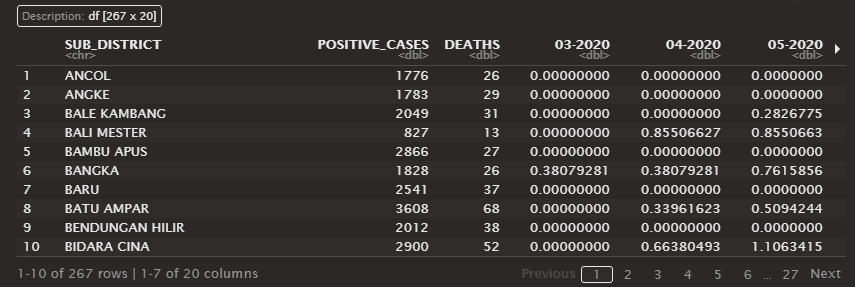 Description: df [267 x 20]
SUB_DISTRICT POSITIVE_CASES DEATHS 03-2020 04-2020 05-2020
<chr> <dbl> <dbl> <dbl> <dbl> <dbl>
1 ANCOL 1776 26 0.00000000 0.00000000 0.0000000
2 ANGKE 1783 29 0.00000000 0.00000000 0.0000000
3 BALE KAMBANG 2049 31 0.00000000 0.00000000 0.2826775
4 BALI MESTER 827 13 0.00000000 0.85506627 0.8550663
5 BAMBU APUS 2866 27 0.00000000 0.00000000 0.0000000
6 BANGKA 1828 26 0.38079281 0.38079281 0.7615856
7 BARU 2541 37 0.00000000 0.00000000 0.0000000
8 BATU AMPAR 3608 68 0.00000000 0.33961623 0.5094244
9 BENDUNGAN HILIR 2012 38 0.00000000 0.00000000 0.0000000
10 BIDARA CINA 2900 52 0.00000000 0.66380493 1.1063415
1-10 of 267 rows | 1-7 of 20 columns Previous 1 2 3 4 5 6 ... 27 Next